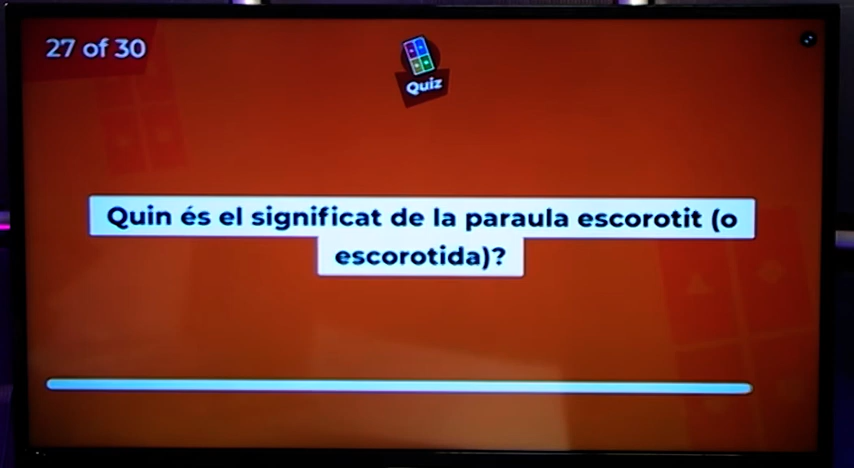 27 of 30
Quiz
Quin és el significat de la paraula escorotit (o
escorotida)?